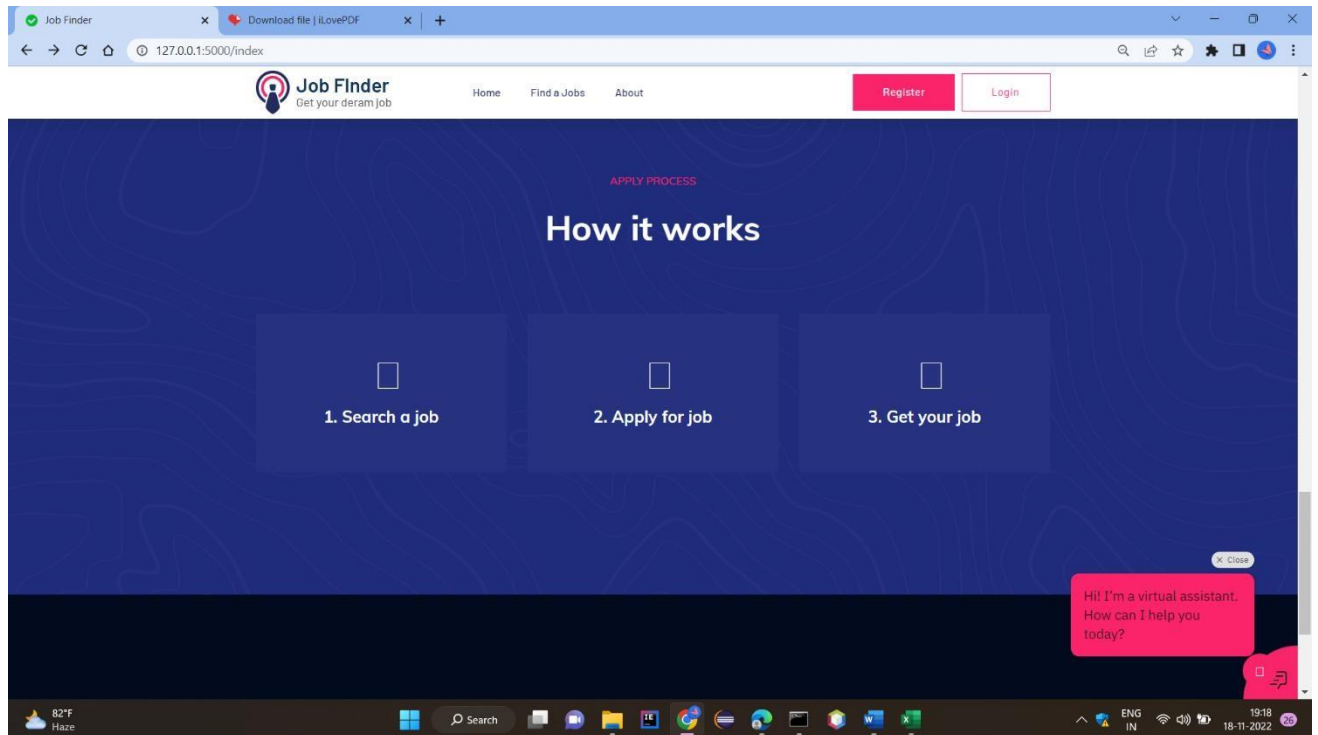 Job Finder
Download file | iLovePDF
127.0.0.1:5000/index
Job FInder
Get your deram job
Home Find a Jobs About Register Login
APPLY PROCESS
How it works
1. Search a job 2. Apply for job 3. Get your job
× Close
Hi! I'm a virtual assistant.
How can I help you
today?
82°F
Haze
Search
ENG
IN
19:18
18-11-2022
26